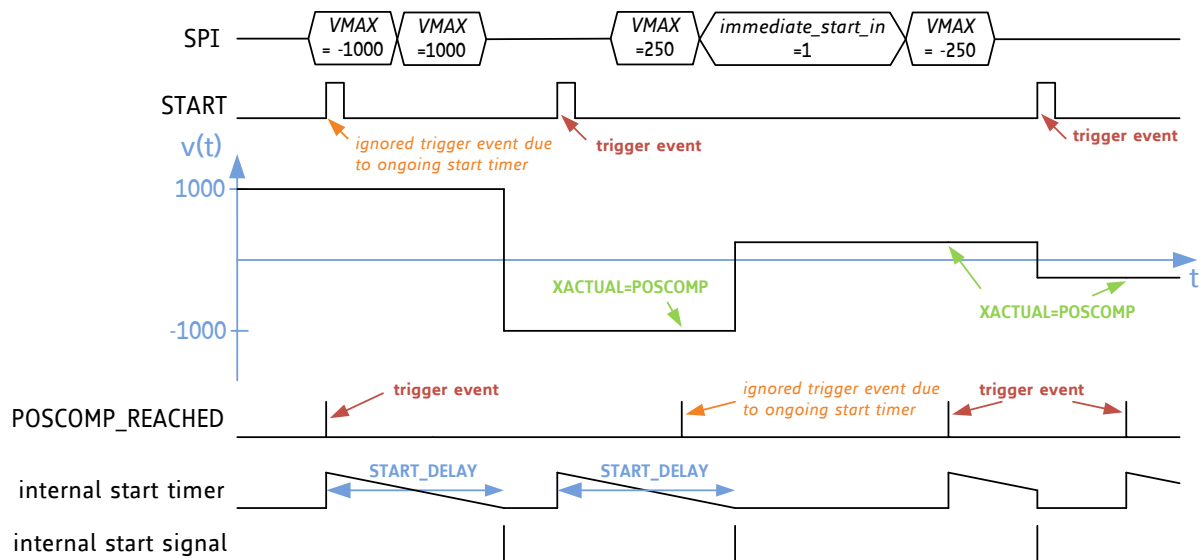 SPI
VMAX
= -1000
VMAX
=1000
VMAX
=250
immediate_start_in
=1
VMAX
= -250
START
ignored trigger event due
to ongoing start timer
trigger event
trigger event
v(t)
1000
XACTUAL=POSCOMP
t
XACTUAL=POSCOMP
-1000
trigger event
ignored trigger event due
to ongoing start timer
trigger event
POSCOMP_REACHED
START_DELAY
START_DELAY
internal start timer
internal start signal